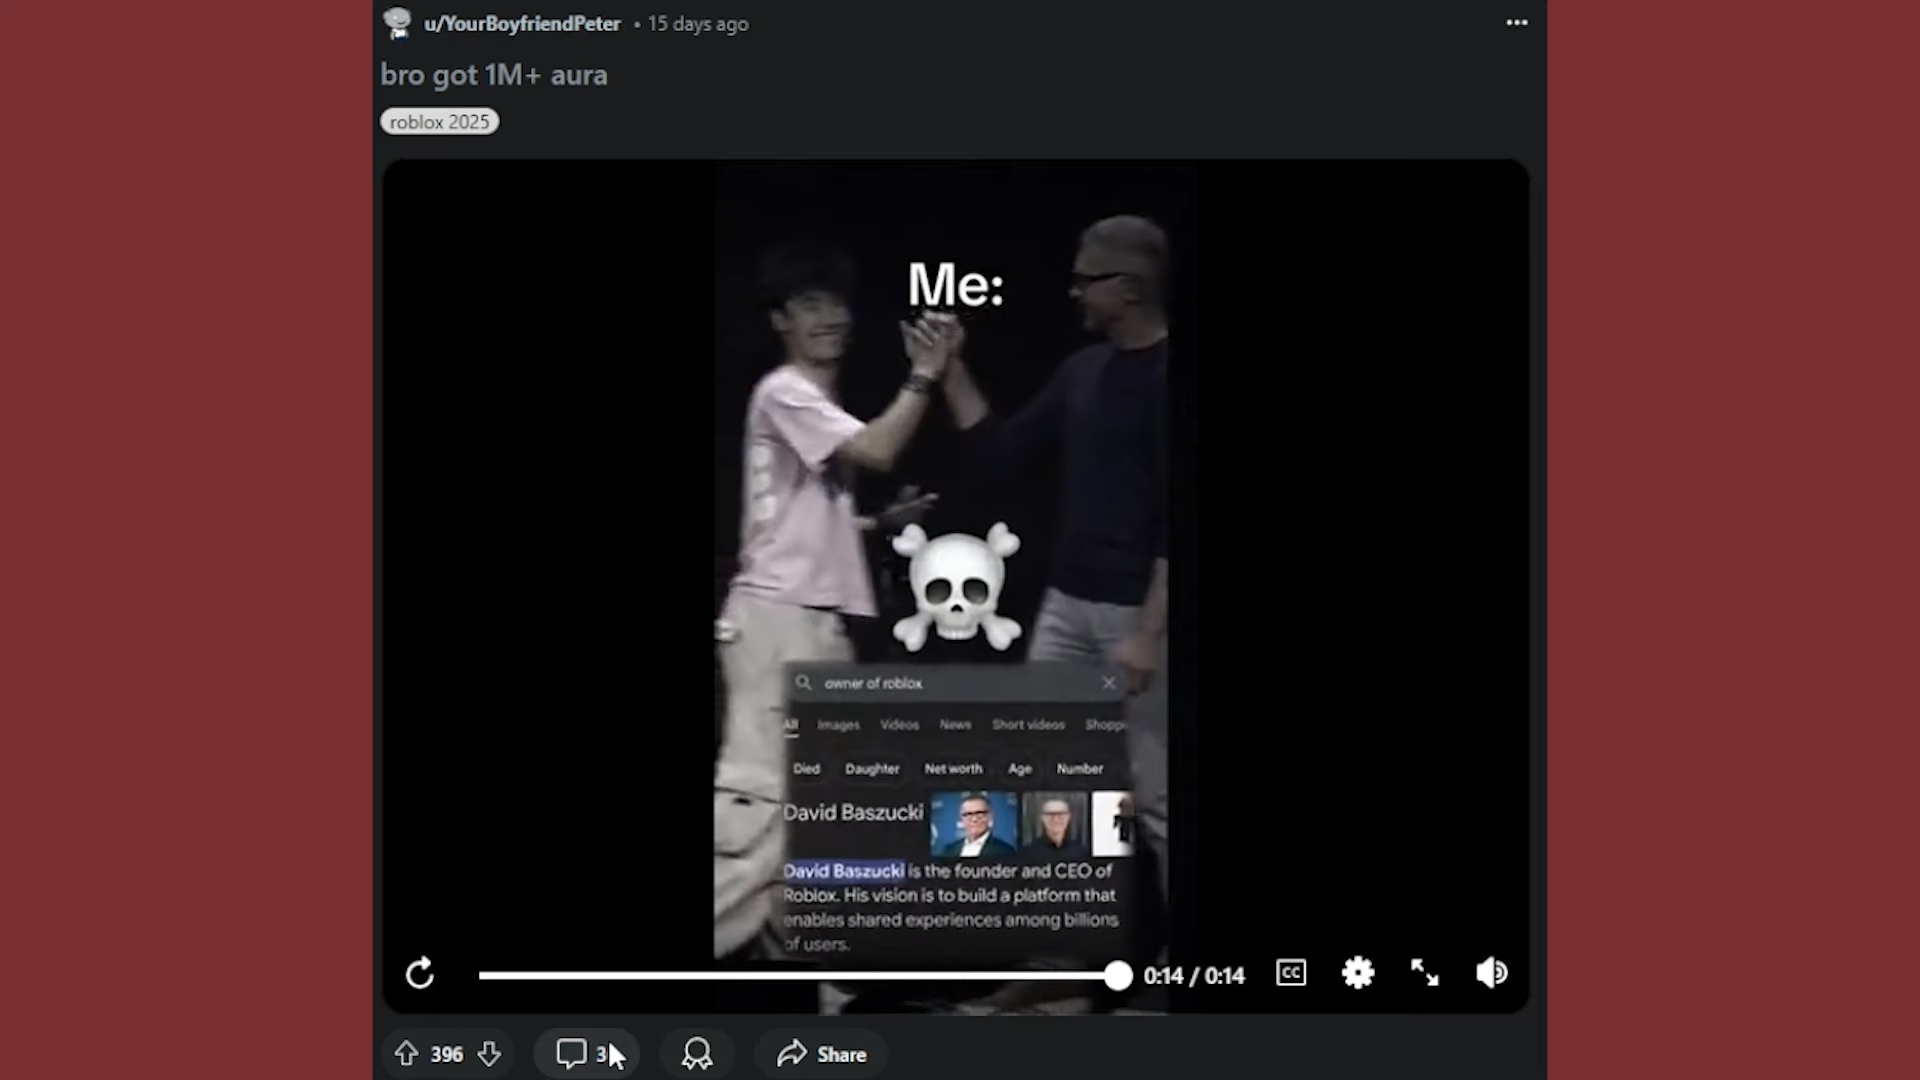 u/YourBoyfriendPeter • 15 days ago
bro got 1M+ aura
roblox 2025
Me:
owner of roblox
All Images Videos News Short videos
Died Daughter Net worth Age Number
David Baszucki
David Baszucki is the founder and CEO of
Roblox. His vision is to build a platform that
enables shared experiences among billions
of users.
0:14 / 0:14
CC
396
Share